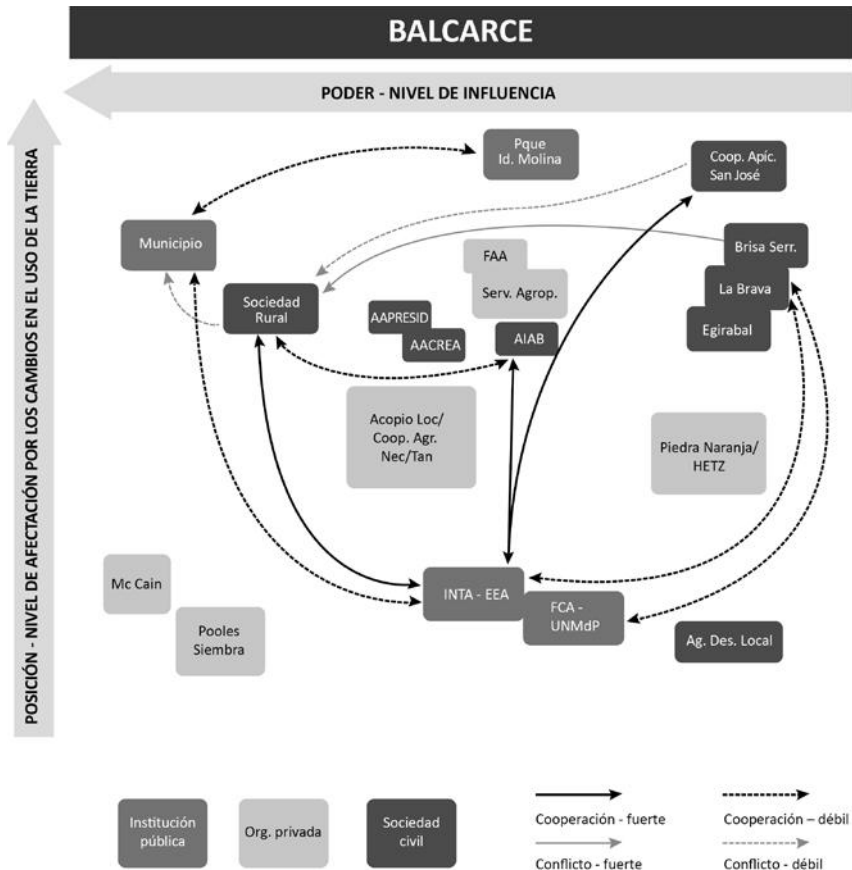 BALCARCE
PODER - NIVEL DE INFLUENCIA
POSICIÓN - NIVEL DE AFECTACIÓN POR LOS CAMBIOS EN EL USO DE LA TIERRA
Pque
Id. Molina
Coop. Apíc.
San José
Municipio
Brisa Serr.
FAA
La Brava
Serv. Agrop.
Sociedad
Rural
AAPRESID
AACREA
AIAB
Egirabal
Acopio Loc/
Coop. Agr.
Nec/Tan
Piedra Naranja/
HETZ
Mc Cain
INTA - EEA
FCA -
UNMdP
Pooles
Siembra
Ag. Des. Local
Institución
pública
Org. privada
Sociedad
civil
Cooperación - fuerte
Cooperación – débil
Conflicto - fuerte
Conflicto - débil